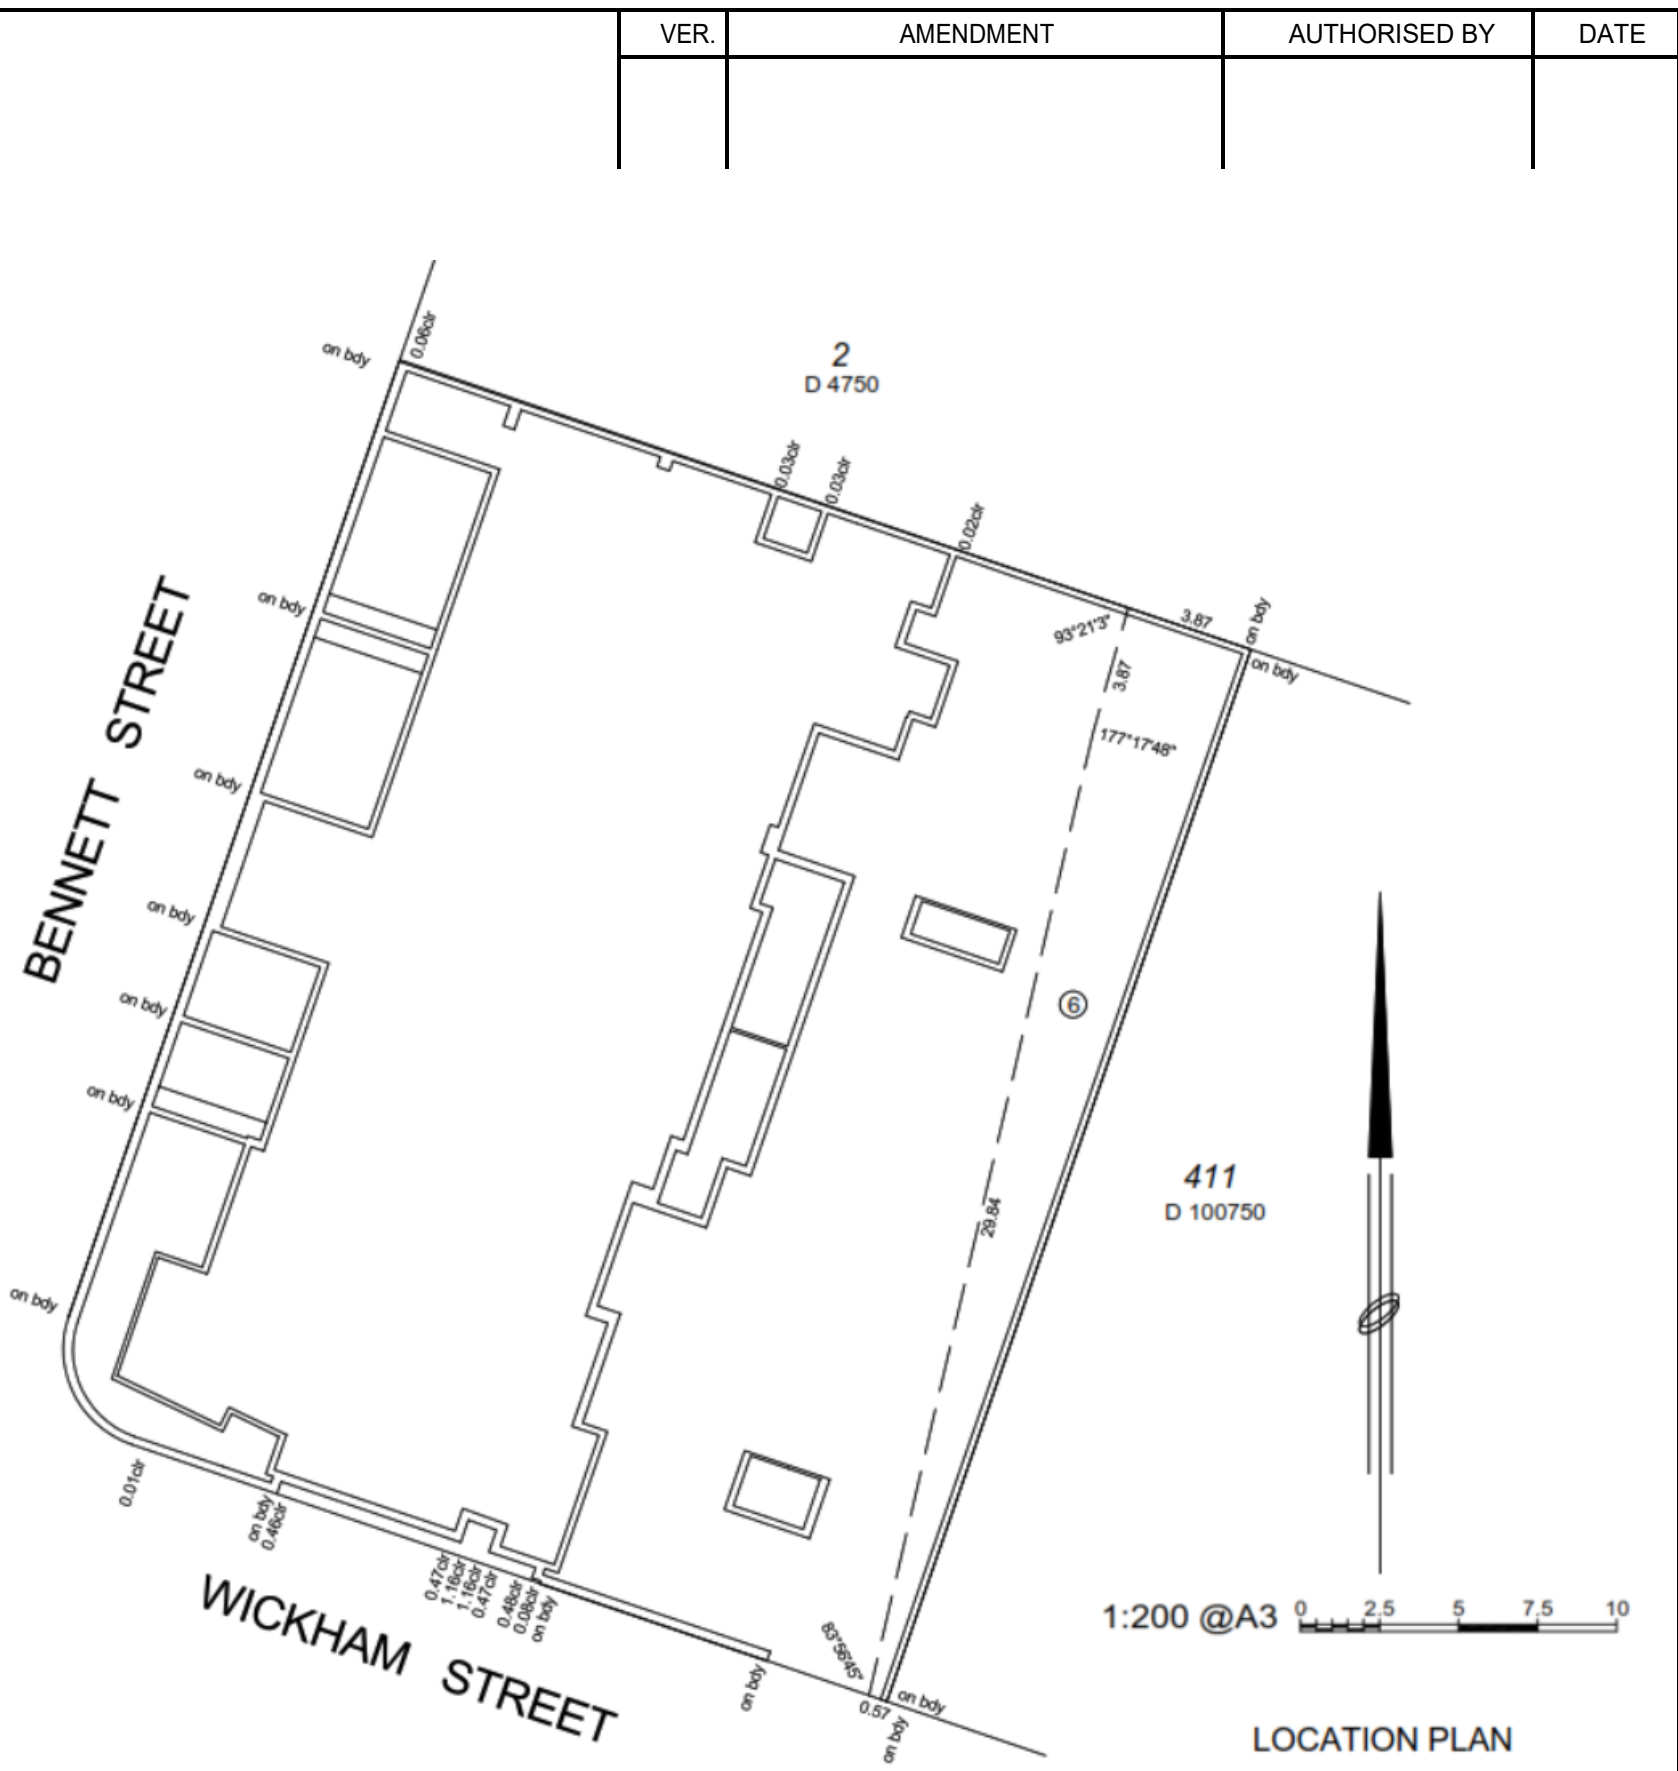 VER.
AMENDMENT
AUTHORISED BY
DATE
on bdy
0.06clr
2
D 4750
0.03clr
0.03clr
0.02clr
on bdy
BENNETT STREET
3.87
on bdy
93°21'3"
on bdy
3.87
177°17'48"
on bdy
on bdy
on bdy
6
on bdy
411
D 100750
29.84
on bdy
0.01clr
on bdy
0.46clr
0.47clr
1.16clr
1.16clr
0.47clr
0.48clr
0.08clr
on bdy
WICKHAM STREET
83°56'45"
on bdy
0.57
on bdy
on bdy
1:200 @A3
0 2.5 5 7.5 10
LOCATION PLAN